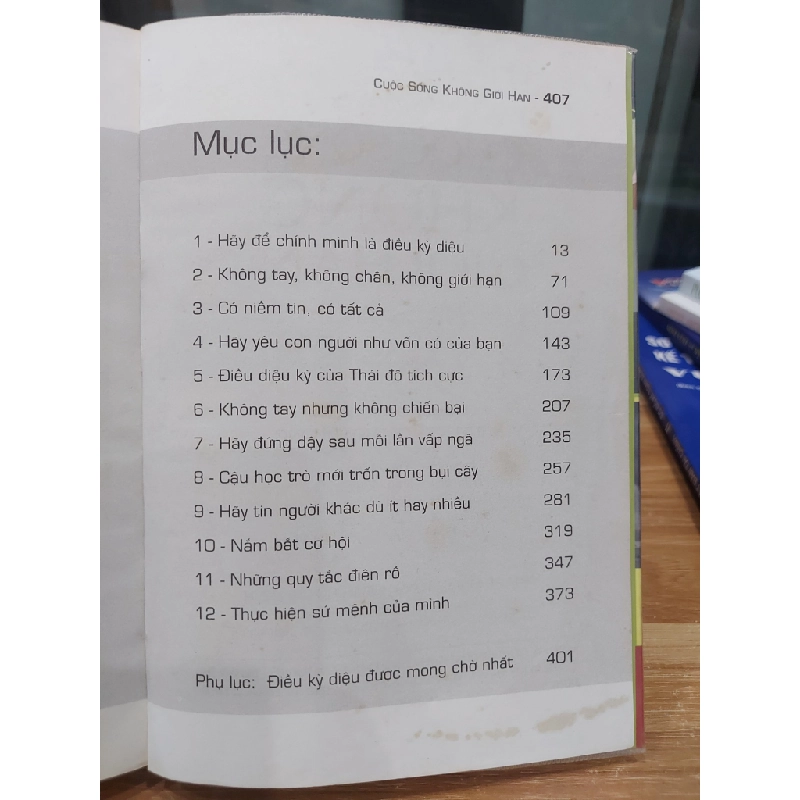 Cuộc Sống Không Giới Hạn - 407
Mục lục:
1 - Hãy để chính mình là điều kỳ diệu 13
2 - Không tay, không chân, không giới hạn 71
3 - Có niềm tin, có tất cả 109
4 - Hãy yêu con người như vốn có của bạn 143
5 - Điều diệu kỳ của Thái độ tích cực 173
6 - Không tay nhưng không chiến bại 207
7 - Hãy đứng dậy sau mỗi lần vấp ngã 235
8 - Cậu học trò mới trốn trong bụi cây 257
9 - Hãy tin người khác dù ít hay nhiều 281
10 - Nắm bắt cơ hội 319
11 - Những quy tắc điên rồ 347
12 - Thực hiện sứ mệnh của mình 373
Phụ lục: Điều kỳ diệu được mong chờ nhất 401